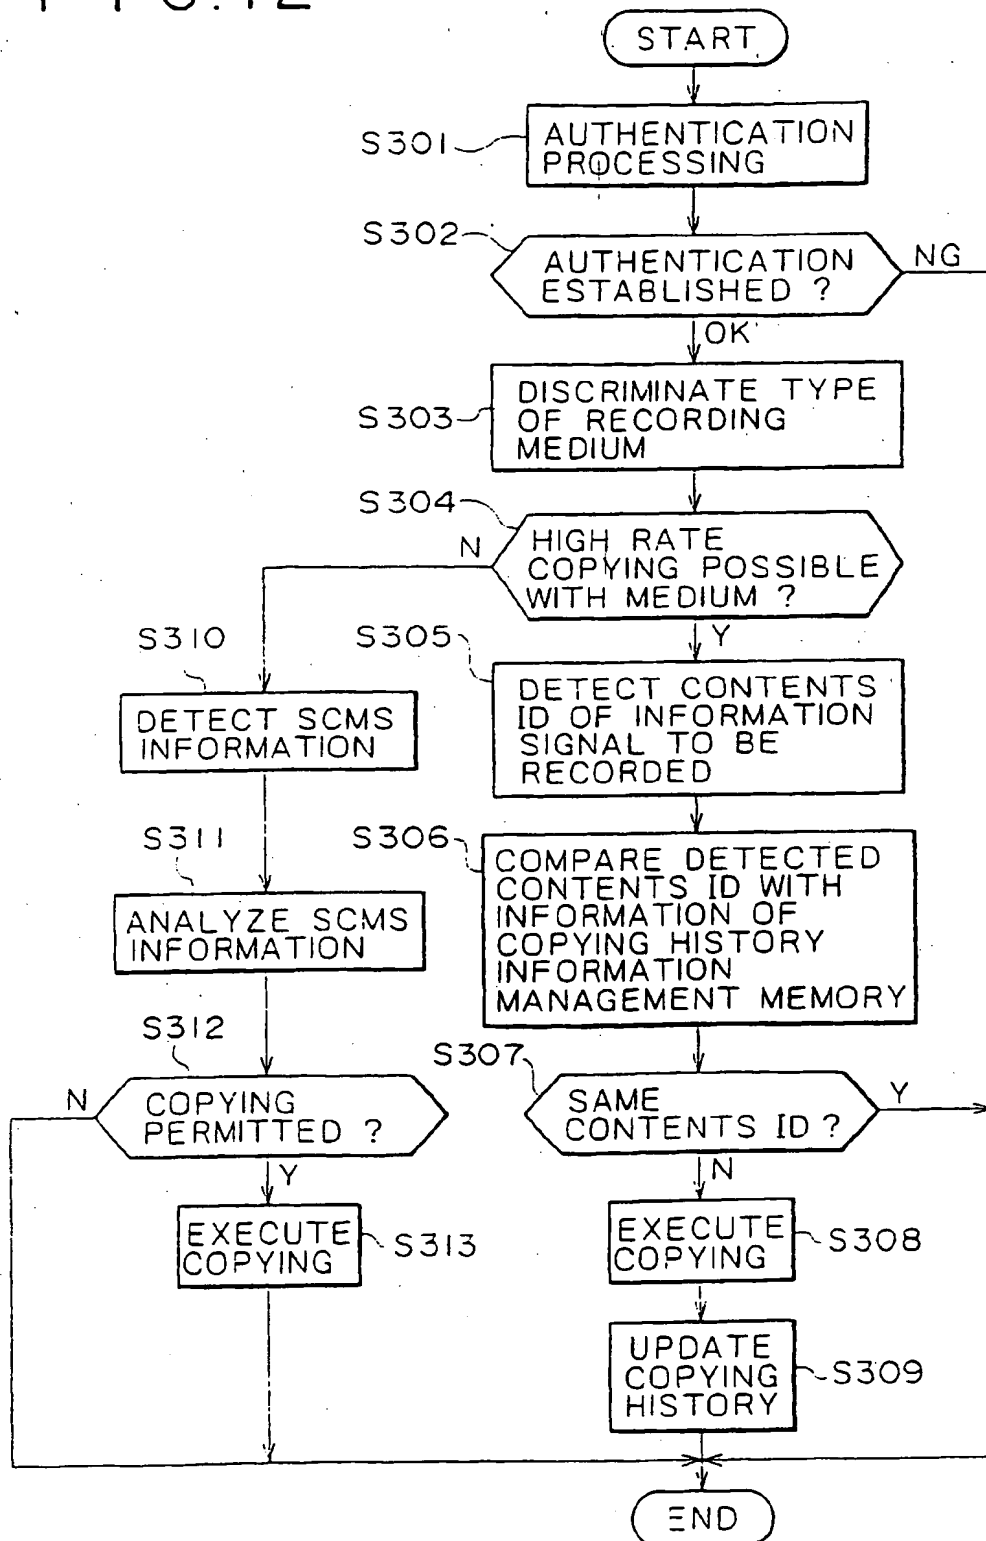 FIG.12
START
S301
AUTHENTICATION
PROCESSING
S302
AUTHENTICATION
ESTABLISHED ?
NG
OK
S303
DISCRIMINATE TYPE
OF RECORDING
MEDIUM
S304
N
HIGH RATE
COPYING POSSIBLE
WITH MEDIUM ?
Y
S310
DETECT SCMS
INFORMATION
S305
DETECT CONTENTS
ID OF INFORMATION
SIGNAL TO BE
RECORDED
S311
ANALYZE SCMS
INFORMATION
S306
COMPARE DETECTED
CONTENTS ID WITH
INFORMATION OF
COPYING HISTORY
INFORMATION
MANAGEMENT MEMORY
S312
N
COPYING
PERMITTED ?
Y
S307
SAME
CONTENTS ID ?
Y
N
EXECUTE
COPYING
S313
EXECUTE
COPYING
S308
UPDATE
COPYING
HISTORY
S309
END